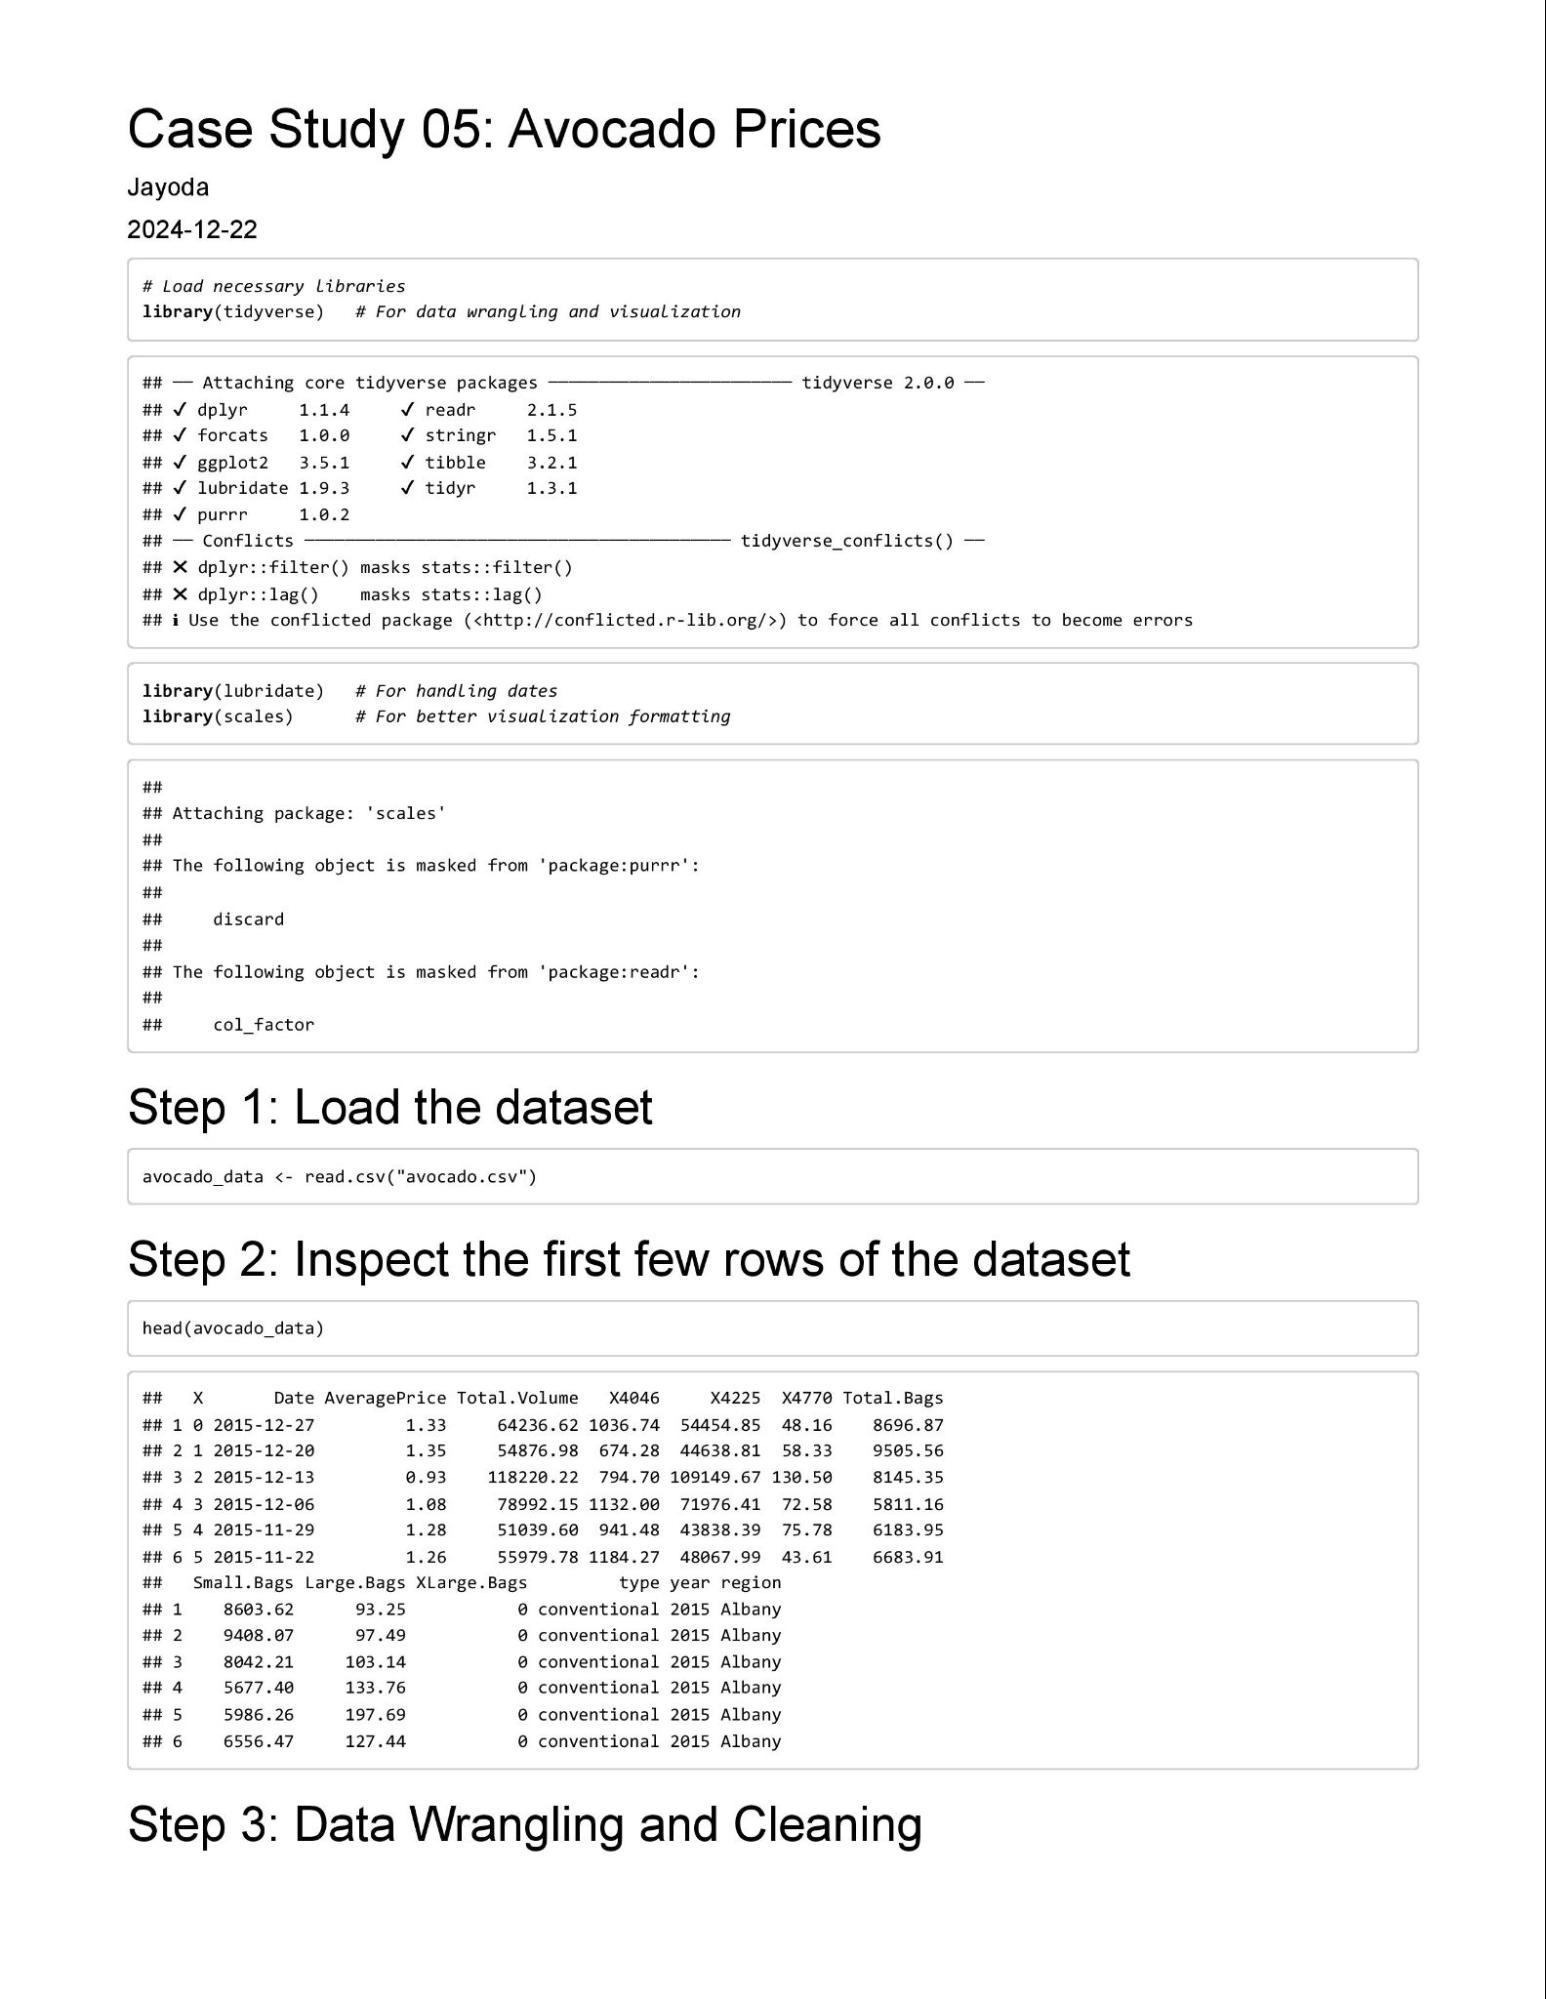 Case Study 05: Avocado Prices
Jayoda
2024-12-22
# Load necessary libraries
library(tidyverse)   # For data wrangling and visualization
## ── Attaching core tidyverse packages ──────────────────────── tidyverse 2.0.0 ──
## ✔ dplyr     1.1.4     ✔ readr     2.1.5
## ✔ forcats   1.0.0     ✔ stringr   1.5.1
## ✔ ggplot2   3.5.1     ✔ tibble    3.2.1
## ✔ lubridate 1.9.3     ✔ tidyr     1.3.1
## ✔ purrr     1.0.2
## ── Conflicts ────────────────────────────────────────── tidyverse_conflicts() ──
## ✖ dplyr::filter() masks stats::filter()
## ✖ dplyr::lag()    masks stats::lag()
## ℹ Use the conflicted package (<http://conflicted.r-lib.org/>) to force all conflicts to become errors
library(lubridate)   # For handling dates
library(scales)      # For better visualization formatting
##
## Attaching package: 'scales'
##
## The following object is masked from 'package:purrr':
##
##     discard
##
## The following object is masked from 'package:readr':
##
##     col_factor
Step 1: Load the dataset
avocado_data <- read.csv("avocado.csv")
Step 2: Inspect the first few rows of the dataset
head(avocado_data)
##   X       Date AveragePrice Total.Volume   X4046     X4225  X4770 Total.Bags
## 1 0 2015-12-27         1.33     64236.62 1036.74  54454.85  48.16    8696.87
## 2 1 2015-12-20         1.35     54876.98  674.28  44638.81  58.33    9505.56
## 3 2 2015-12-13         0.93    118220.22  794.70 109149.67 130.50    8145.35
## 4 3 2015-12-06         1.08     78992.15 1132.00  71976.41  72.58    5811.16
## 5 4 2015-11-29         1.28     51039.60  941.48  43838.39  75.78    6183.95
## 6 5 2015-11-22         1.26     55979.78 1184.27  48067.99  43.61    6683.91
##   Small.Bags Large.Bags XLarge.Bags         type year region
## 1    8603.62      93.25           0 conventional 2015 Albany
## 2    9408.07      97.49           0 conventional 2015 Albany
## 3    8042.21     103.14           0 conventional 2015 Albany
## 4    5677.40     133.76           0 conventional 2015 Albany
## 5    5986.26     197.69           0 conventional 2015 Albany
## 6    6556.47     127.44           0 conventional 2015 Albany
Step 3: Data Wrangling and Cleaning